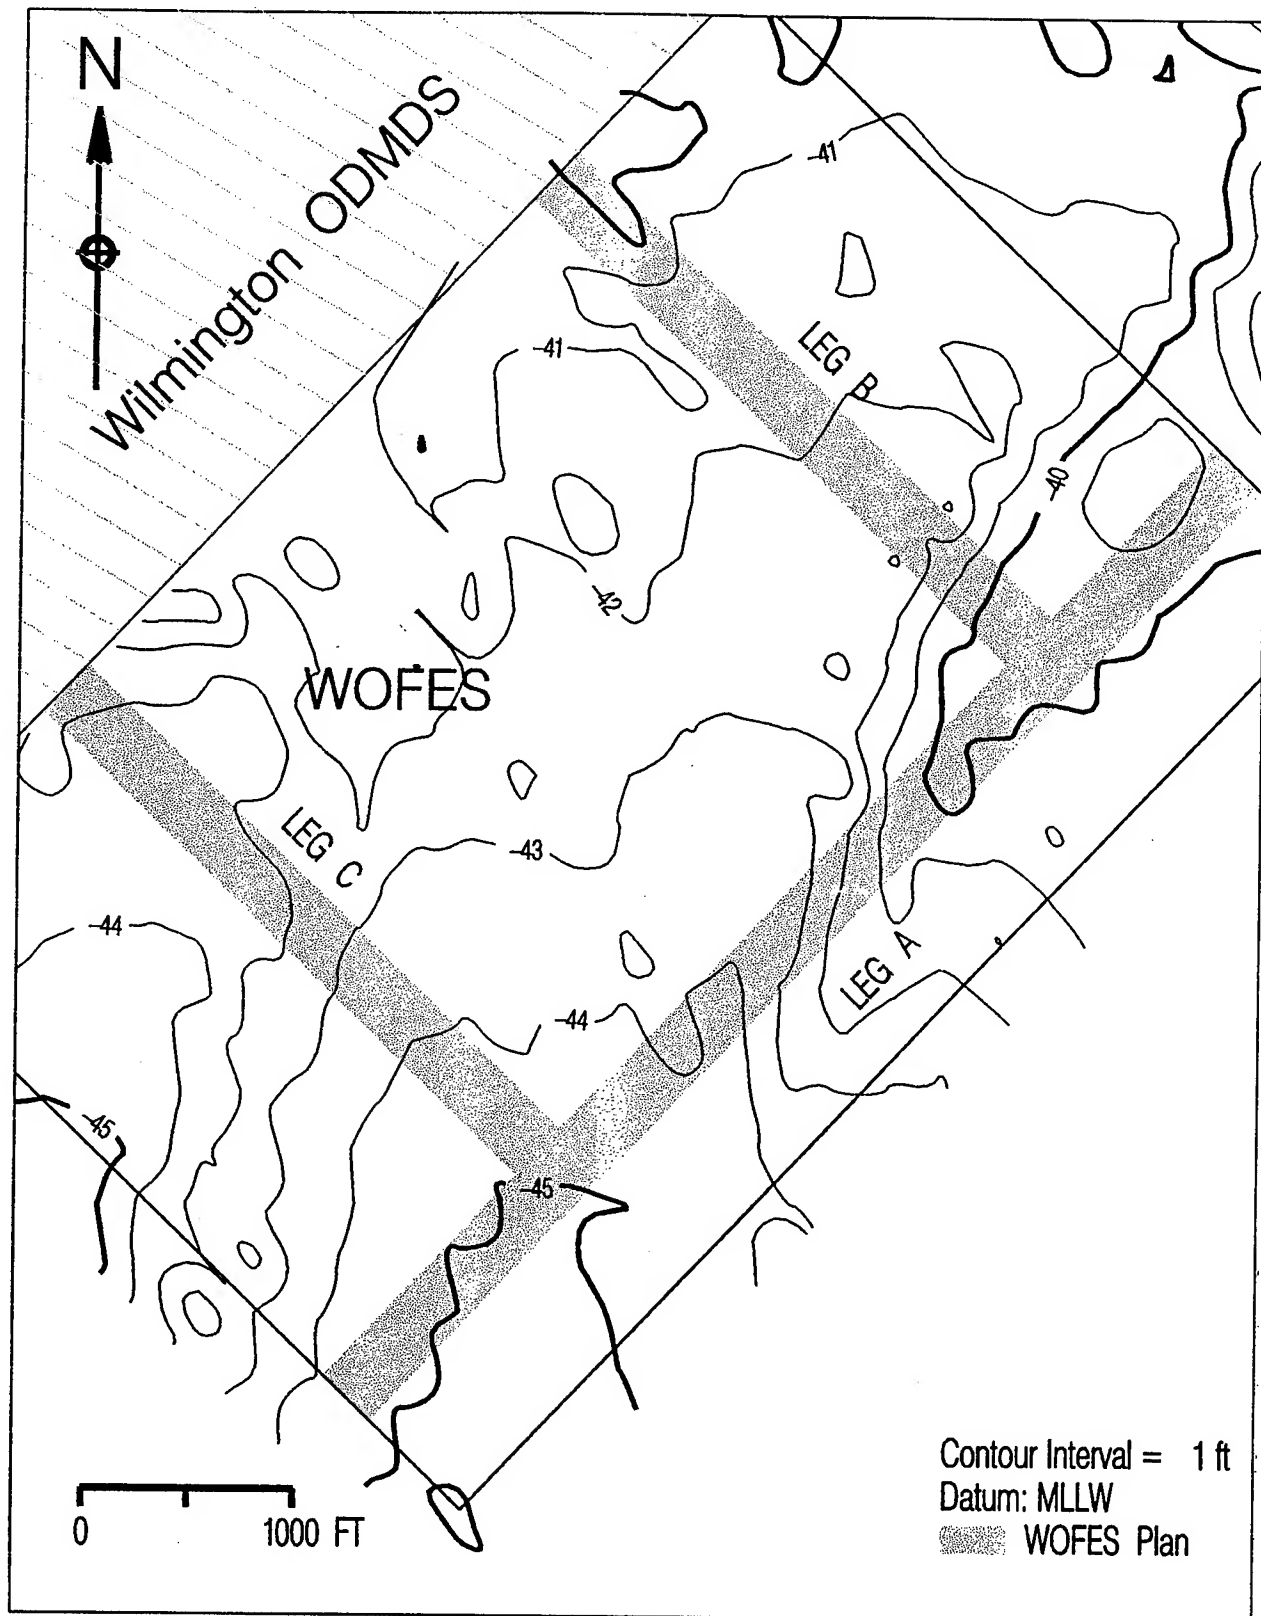 N
Wilmington ODMDS
-41
LEG B
-41
-40
-42
WOFES
LEG C
-43
-44
LEG A
-44
-45
-45
0 1000 FT
Contour Interval = 1 ft
Datum: MLLW
WOFES Plan